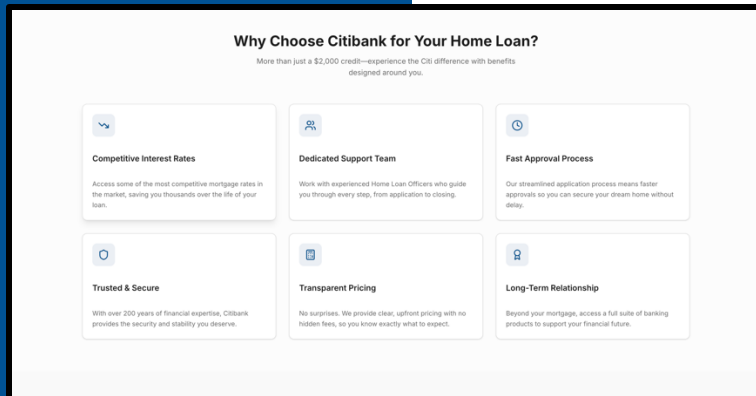 Why Choose Citibank for Your Home Loan?
More than just a $2,000 credit—experience the Citi difference with benefits
designed around you.
Competitive Interest Rates
Access some of the most competitive mortgage rates in
the market, saving you thousands over the life of your
loan.
Dedicated Support Team
Work with experienced Home Loan Officers who guide
you through every step, from application to closing.
Fast Approval Process
Our streamlined application process means faster
approvals so you can secure your dream home without
delay.
Trusted & Secure
With over 200 years of financial expertise, Citibank
provides the security and stability you deserve.
Transparent Pricing
No surprises. We provide clear, upfront pricing with no
hidden fees, so you know exactly what to expect.
Long-Term Relationship
Beyond your mortgage, access a full suite of banking
products to support your financial future.